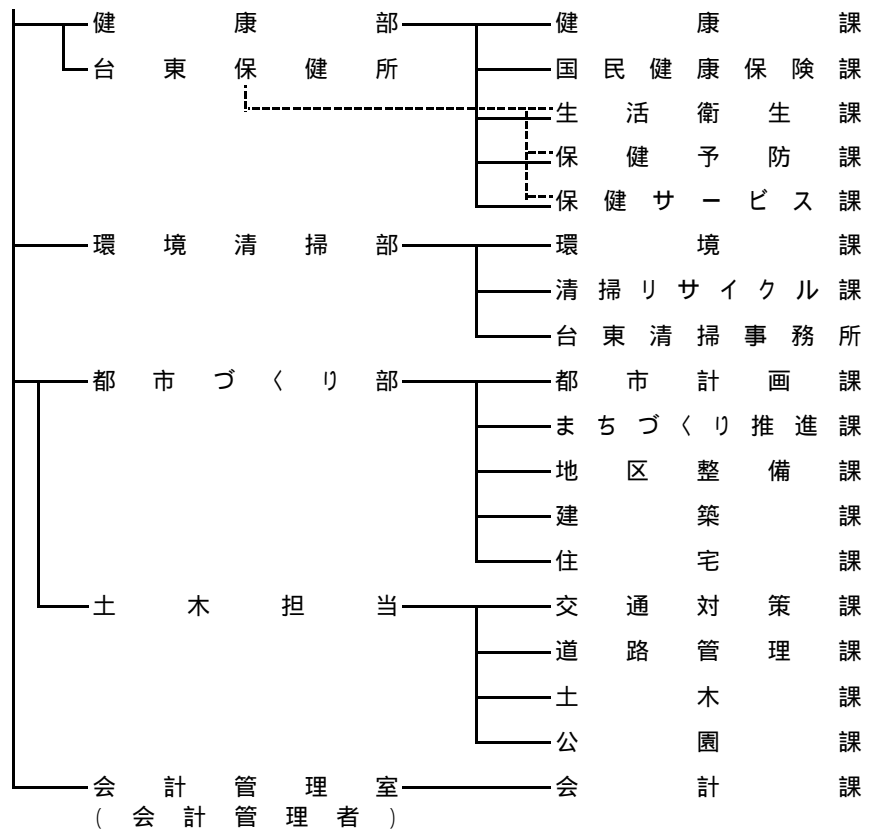 健康部 健康課
台東保健所 国民健康保険課
生活衛生課
保健予防課
保健サービス課
環境清掃部 環境課
清掃リサイクル課
台東清掃事務所
都市づくり部 都市計画課
まちづくり推進課
地区整備課
建築課
住宅課
土木担当 交通対策課
道路管理課
土木課
公園課
会計管理室 会計課
(会計管理者)